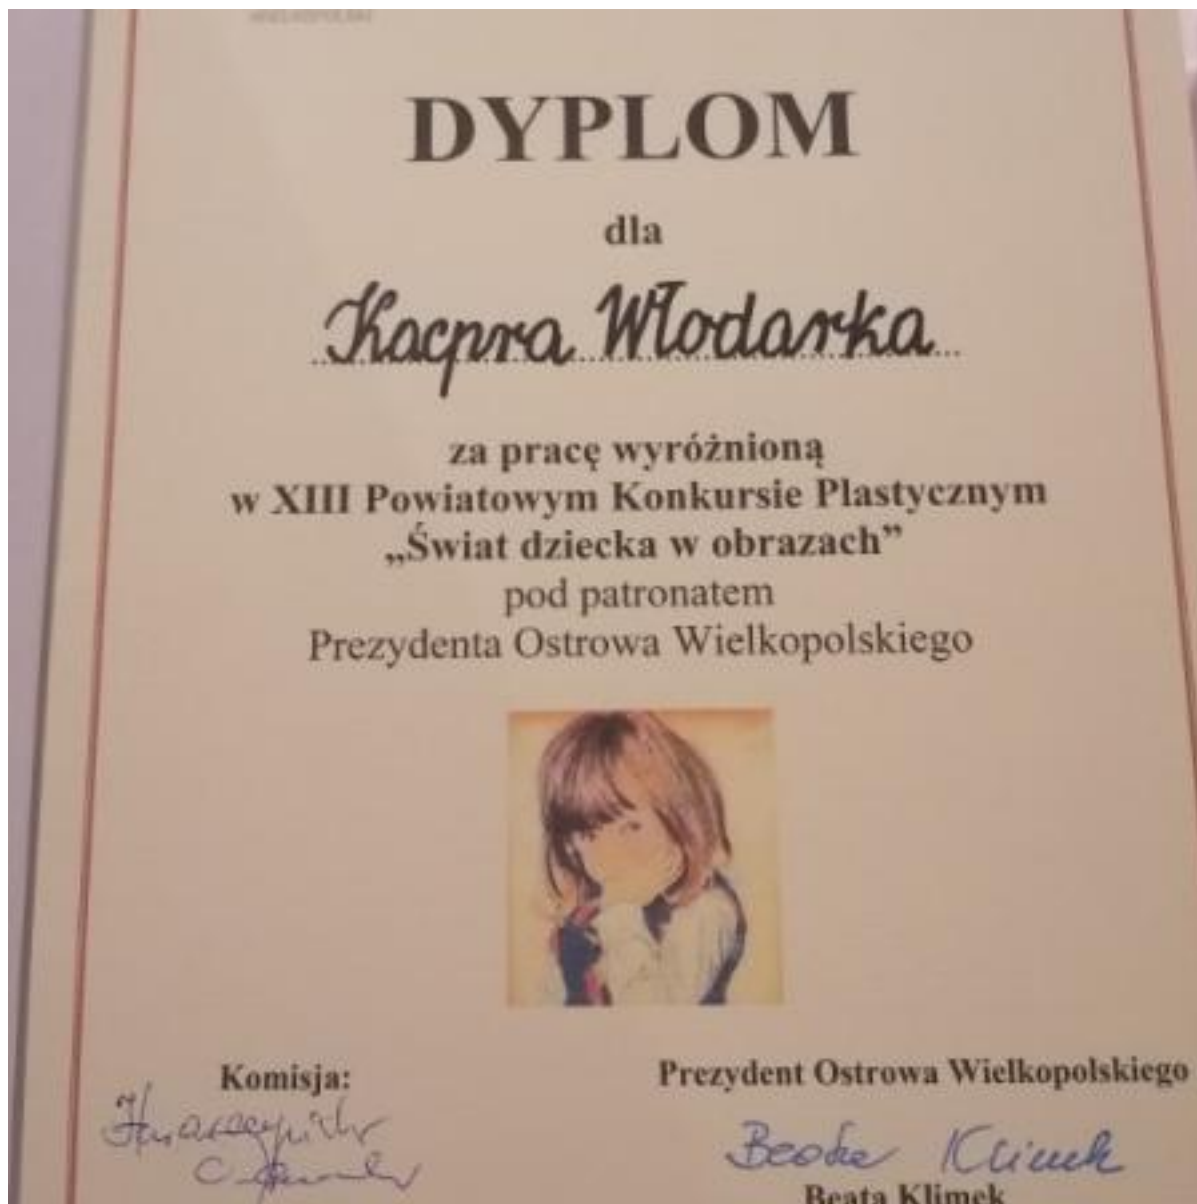 DYPLOM
dla
Kacpra Włodarka
za pracę wyróżnioną
w XIII Powiatowym Konkursie Plastycznym
„Świat dziecka w obrazach”
pod patronatem
Prezydenta Ostrowa Wielkopolskiego
Komisja:
Prezydent Ostrowa Wielkopolskiego
Beata Klimek
Beata Klimek